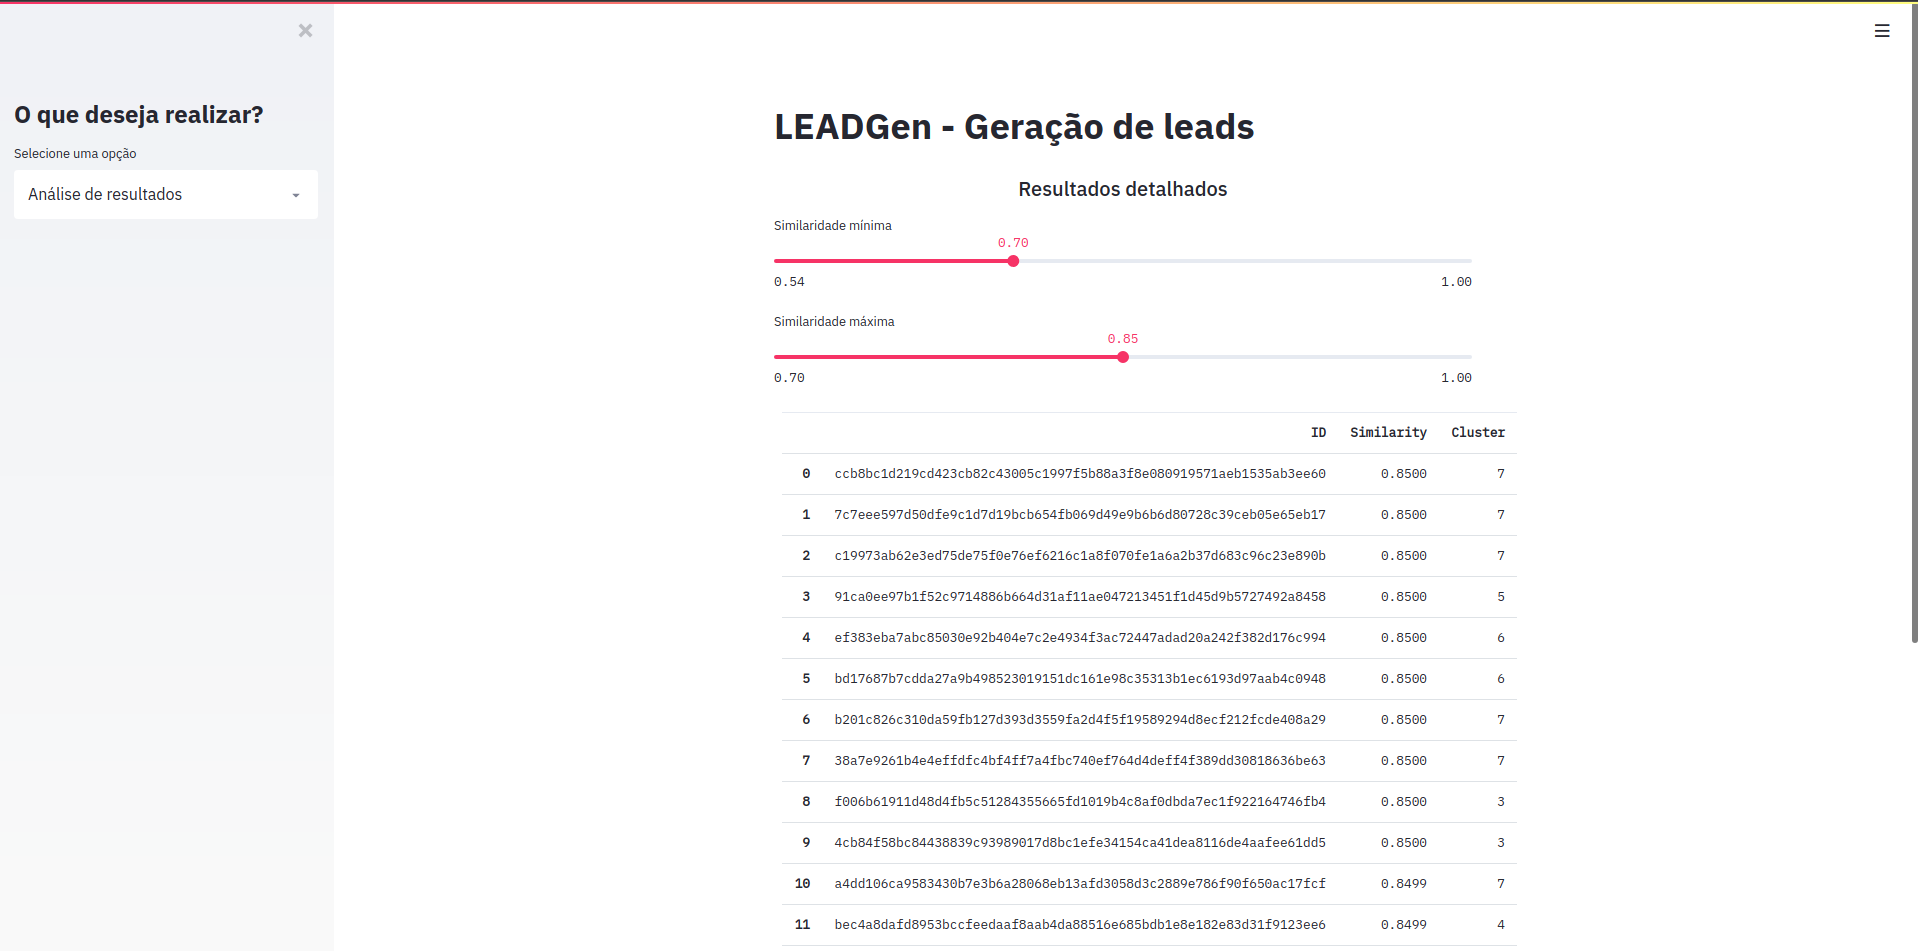 O que deseja realizar?
Selecione uma opção
Análise de resultados
LEADGen - Geração de leads
Resultados detalhados
Similaridade mínima
0.70
0.54 1.00
Similaridade máxima
0.85
0.70 1.00
ID Similarity Cluster
0 ccb8bc1d219cd423cb82c43005c1997f5b88a3f8e080919571aeb1535ab3ee60 0.8500 7
1 7c7eee597d50dfe9c1d7d19bcb654fb069d49e9b6b6d80728c39ceb05e65eb17 0.8500 7
2 c19973ab62e3ed75de75f0e76ef6216c1a8f070fe1a6a2b37d683c96c23e890b 0.8500 7
3 91ca0ee97b1f52c9714886b664d31af11ae047213451f1d45d9b5727492a8458 0.8500 5
4 ef383eba7abc85030e92b404e7c2e4934f3ac72447adad20a242f382d176c994 0.8500 6
5 bd17687b7cdda27a9b498523019151dc161e98c35313b1ec6193d97aab4c0948 0.8500 6
6 b201c826c310da59fb127d393d3559fa2d4f5f19589294d8ecf212fcde408a29 0.8500 7
7 38a7e9261b4e4effdfc4bf4ff7a4fbc740ef764d4deff4f389dd30818636be63 0.8500 7
8 f006b61911d48d4fb5c51284355665fd1019b4c8af0dbda7ec1f922164746fb4 0.8500 3
9 4cb84f58bc84438839c93989017d8bc1efe34154ca41dea8116de4aafee61dd5 0.8500 3
10 a4dd106ca9583430b7e3b6a28068eb13afd3058d3c2889e786f90f650ac17fcf 0.8499 7
11 bec4a8dafd8953bccfeedaaf8aab4da88516e685bdb1e8e182e83d31f9123ee6 0.8499 4